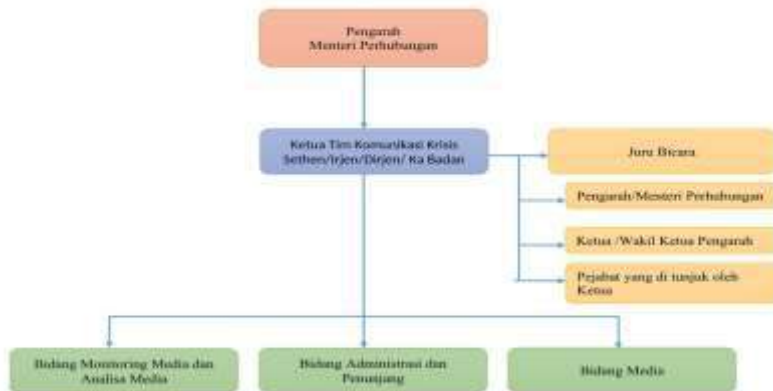 Pengarah
Menteri Perhubungan
Ketua Tim Komunikasi Krisis
Sethen/Irjen/Dirjen/ Ka Badan
Juru Bicara
Pengarah/Menteri Perhubungan
Ketua /Wakil Ketua Pengarah
Pejabat yang di tunjuk oleh
Ketua
Bidang Monitoring Media dan
Analisa Media
Bidang Administrasi dan
Penunjang
Bidang Media